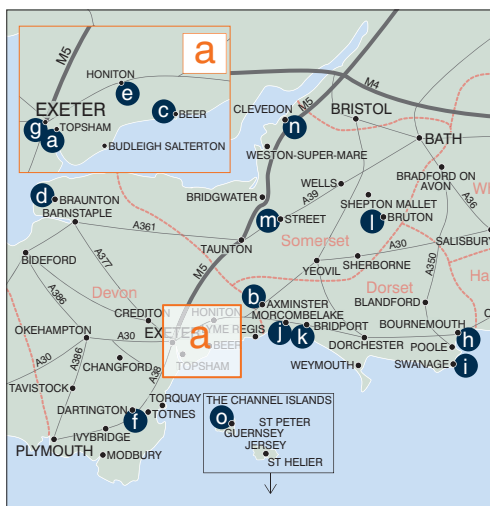 a
M5
HONITON
e
EXETER
c
BEER
g
TOPSHAM
a
BUDLEIGH SALTERTON
M4
CLEVEDON
M5
n
BRISTOL
BATH
WESTON-SUPER-MARE
d
BRAUNTON
BARNSTAPLE
WELLS
BRADFORD ON
AVON
Wi
BRIDGWATER
A39
SHEPTON MALLET
A36
m
STREET
l
BRUTON
A361
TAUNTON
Somerset
A30
SALISBURY
BIDEFORD
A377
M5
YEOVIL
SHERBORNE
A350
Ha
A386
Devon
b
AXMINSTER
Dorset
BLANDFORD
CREDITON
HONITON
MORCOMBELAKE
BOURNEMOUTH
OKEHAMPTON
A30
EXETER
a
LYME REGIS
j
k
BRIDPORT
h
BEER
DORCHESTER
POOLE
A30
A386
CHANGFORD
TOPSHAM
WEYMOUTH
SWANAGE
i
TAVISTOCK
A38
TORQUAY
THE CHANNEL ISLANDS
DARTINGTON
f
TOTNES
o
ST PETER
GUERNSEY
IVYBRIDGE
PLYMOUTH
MODBURY
JERSEY
ST HELIER